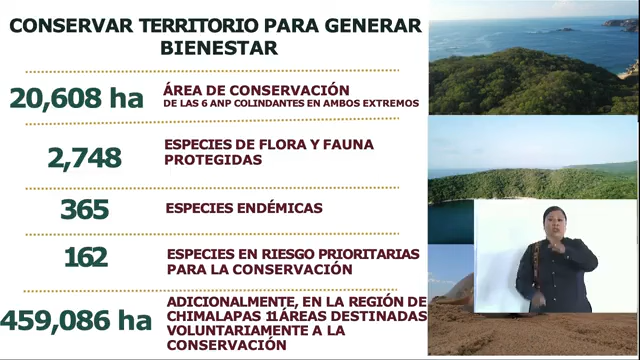 CONSERVAR TERRITORIO PARA GENERAR
BIENESTAR
20,608 ha
ÁREA DE CONSERVACIÓN
DE LAS 6 ANP COLINDANTES EN AMBOS EXTREMOS
2,748
ESPECIES DE FLORA Y FAUNA
PROTEGIDAS
365
ESPECIES ENDÉMICAS
162
ESPECIES EN RIESGO PRIORITARIAS
PARA LA CONSERVACIÓN
459,086 ha
ADICIONALMENTE, EN LA REGIÓN DE
CHIMALAPAS 11ÁREAS DESTINADAS
VOLUNTARIAMENTE A LA
CONSERVACIÓN